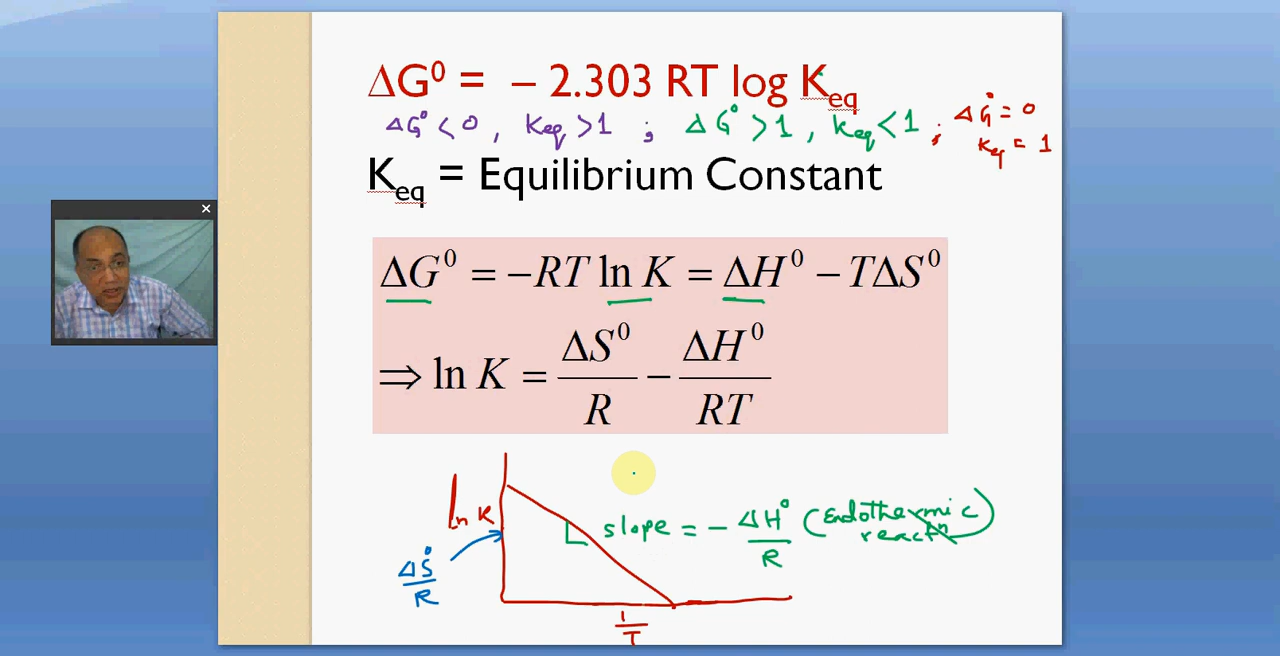 ΔG⁰ = – 2.303 RT log Keq
ΔG° < 0, Keq > 1 ; ΔG° > 1, Keq < 1 ; ΔG° = 0
Keq = 1
Keq = Equilibrium Constant
ΔG⁰ = −RT ln K = ΔH⁰ − TΔS⁰
⇒ ln K = ΔS⁰/R − ΔH⁰/RT
ln K
slope = − ΔH°/R (Endothermic
reactn)
ΔS°/R
1/T